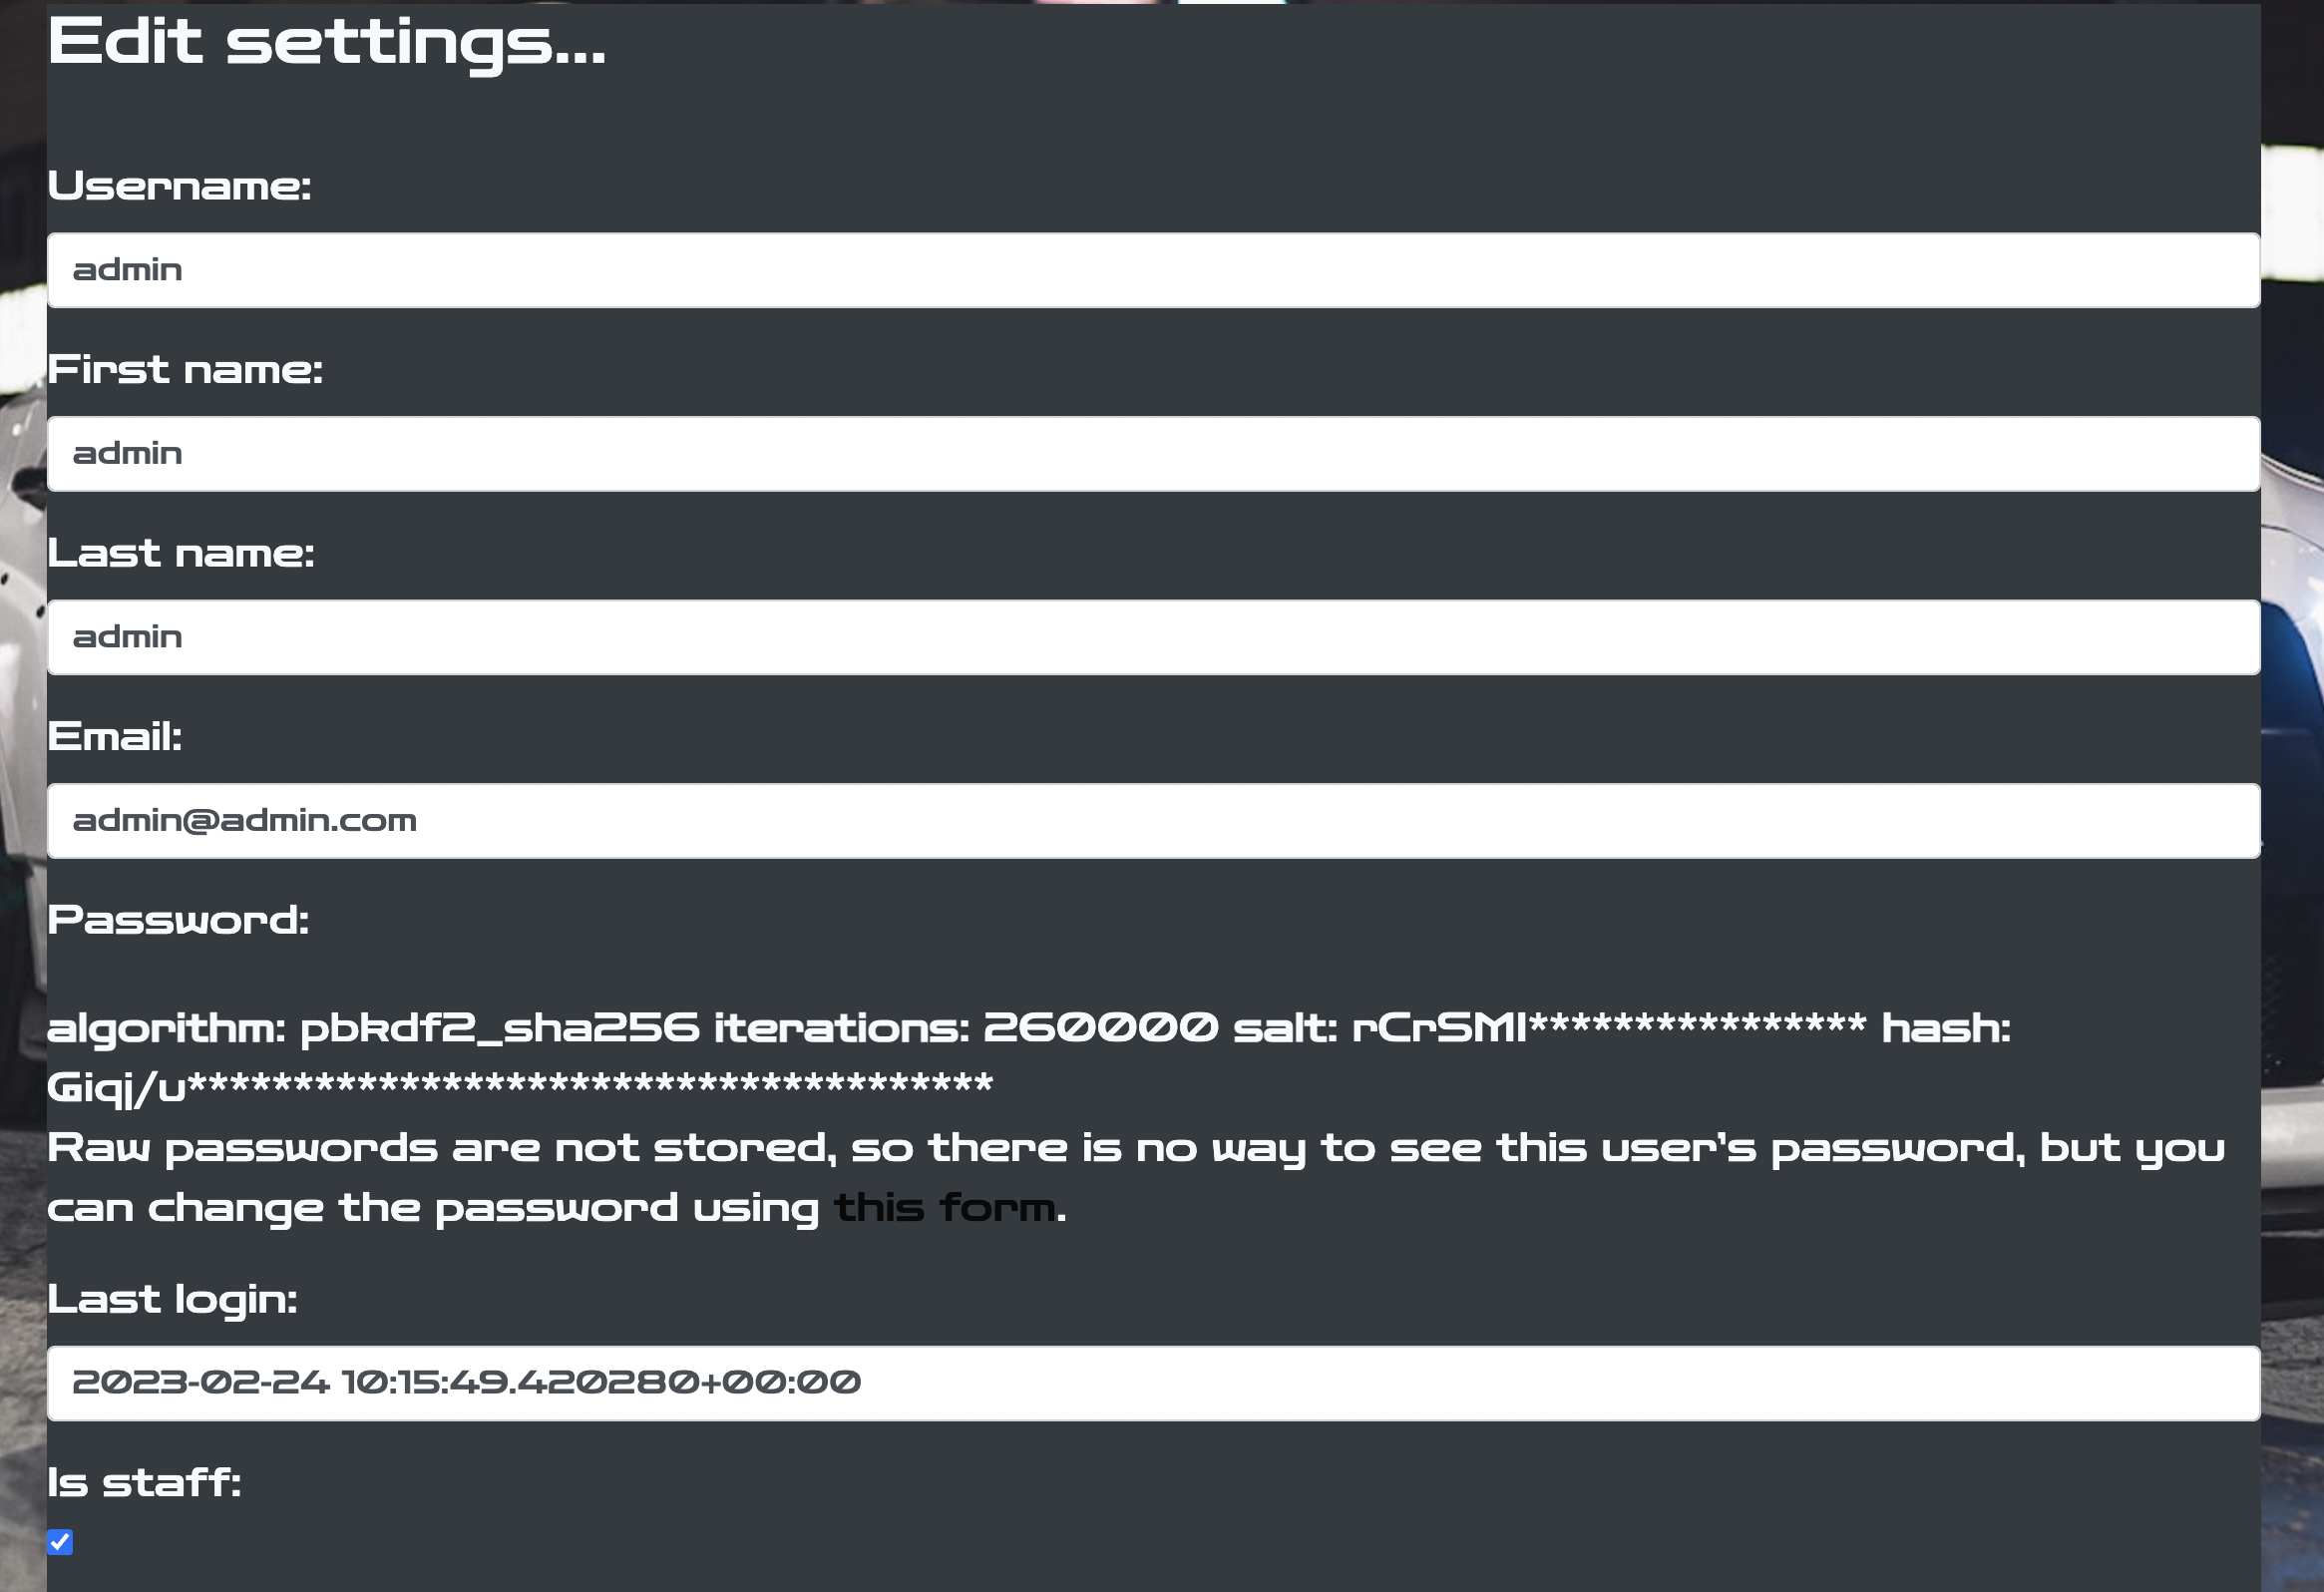 Edit settings...
Username:
admin
First name:
admin
Last name:
admin
Email:
admin@admin.com
Password:
algorithm: pbkdf2_sha256 iterations: 260000 salt: rCrSMI**************** hash:
Giqj/u**************************************
Raw passwords are not stored, so there is no way to see this user's password, but you
can change the password using this form.
Last login:
2023-02-24 10:15:49.420280+00:00
Is staff: